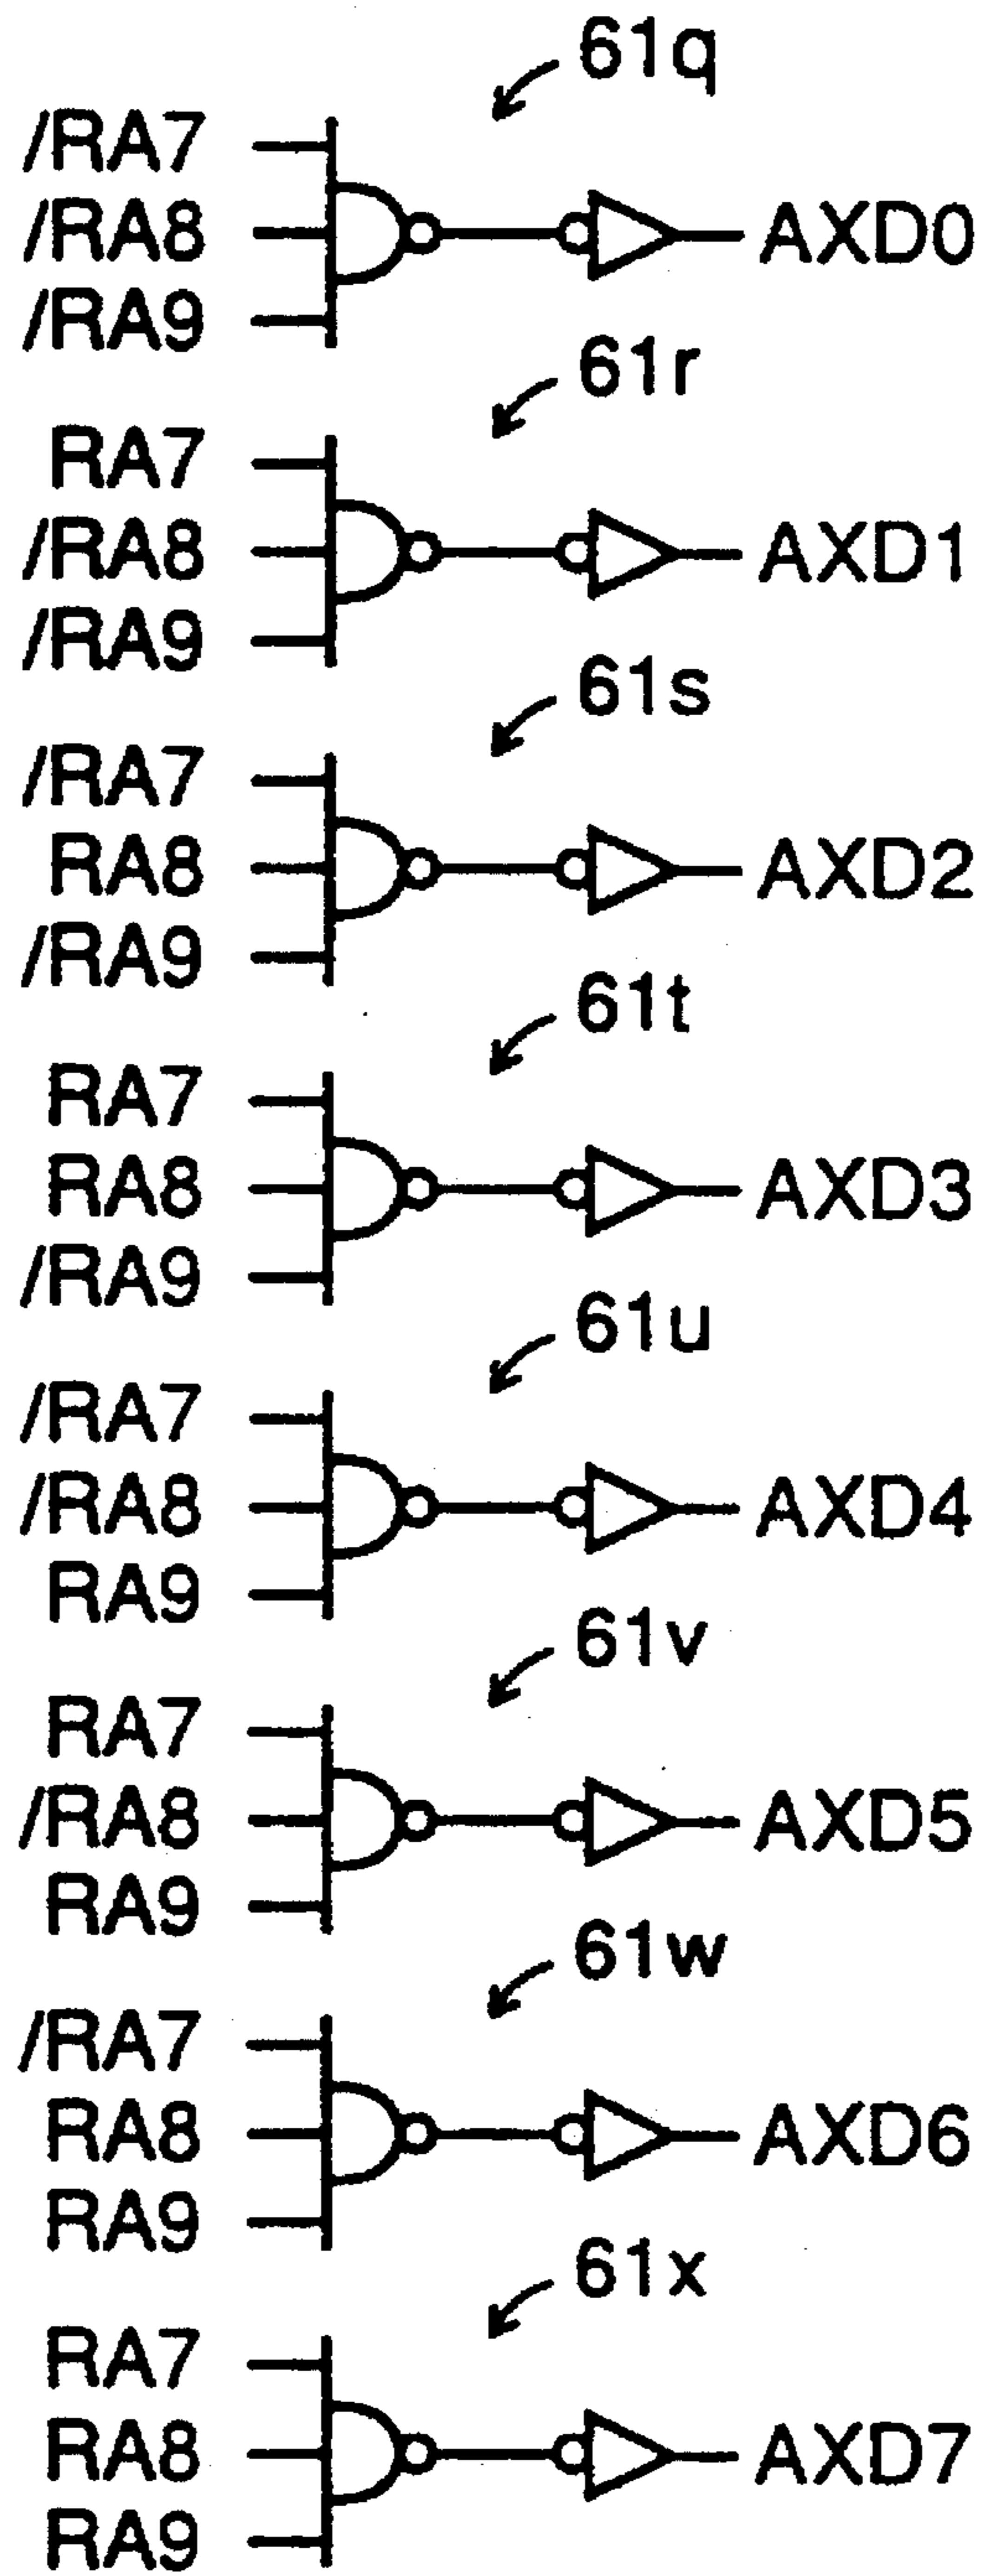 61q
/RA7
/RA8
/RA9
AXD0
61r
RA7
/RA8
/RA9
AXD1
61s
/RA7
RA8
/RA9
AXD2
61t
RA7
RA8
/RA9
AXD3
61u
/RA7
/RA8
RA9
AXD4
61v
RA7
/RA8
RA9
AXD5
61w
/RA7
RA8
RA9
AXD6
61x
RA7
RA8
RA9
AXD7